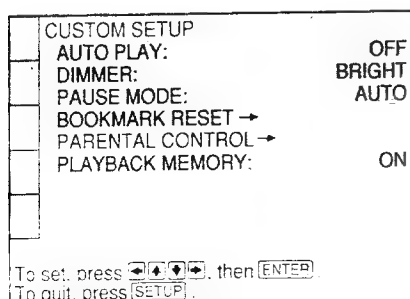 CUSTOM SETUP
AUTO PLAY: OFF
DIMMER: BRIGHT
PAUSE MODE: AUTO
BOOKMARK RESET →
PARENTAL CONTROL →
PLAYBACK MEMORY: ON
To set, press ←↑↓→, then ENTER.
To quit, press SETUP.